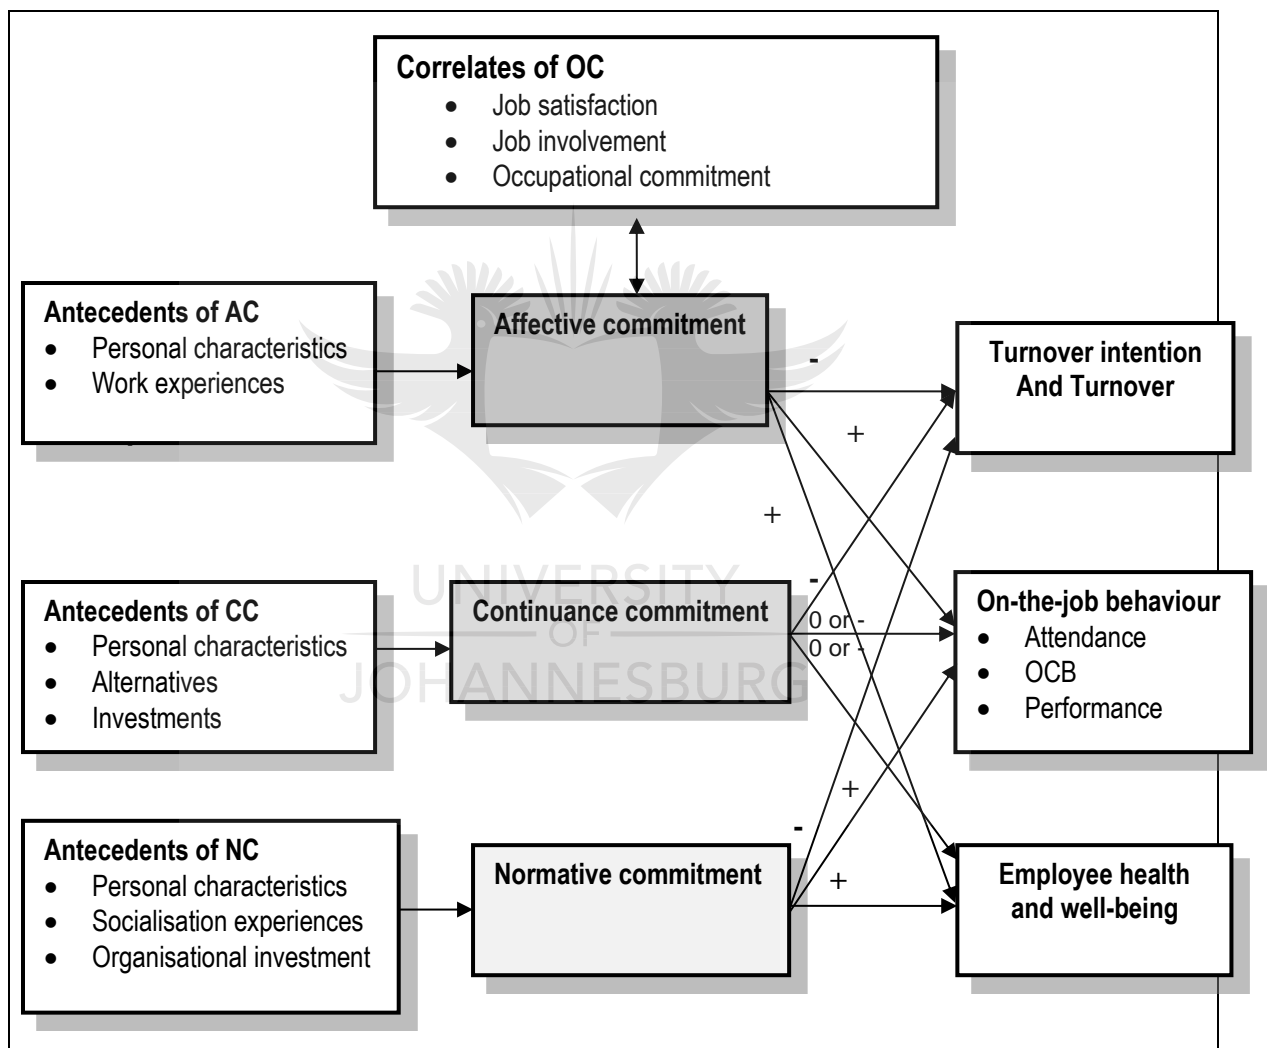 Correlates of OC
• Job satisfaction
• Job involvement
• Occupational commitment
Antecedents of AC
• Personal characteristics
• Work experiences
Affective commitment
Turnover intention
And Turnover
-
+
+
Antecedents of CC
• Personal characteristics
• Alternatives
• Investments
Continuance commitment
-
0 or -
0 or -
On-the-job behaviour
• Attendance
• OCB
• Performance
UNIVERSITY
OF
JOHANNESBURG
Antecedents of NC
• Personal characteristics
• Socialisation experiences
• Organisational investment
Normative commitment
+
-
+
Employee health
and well-being